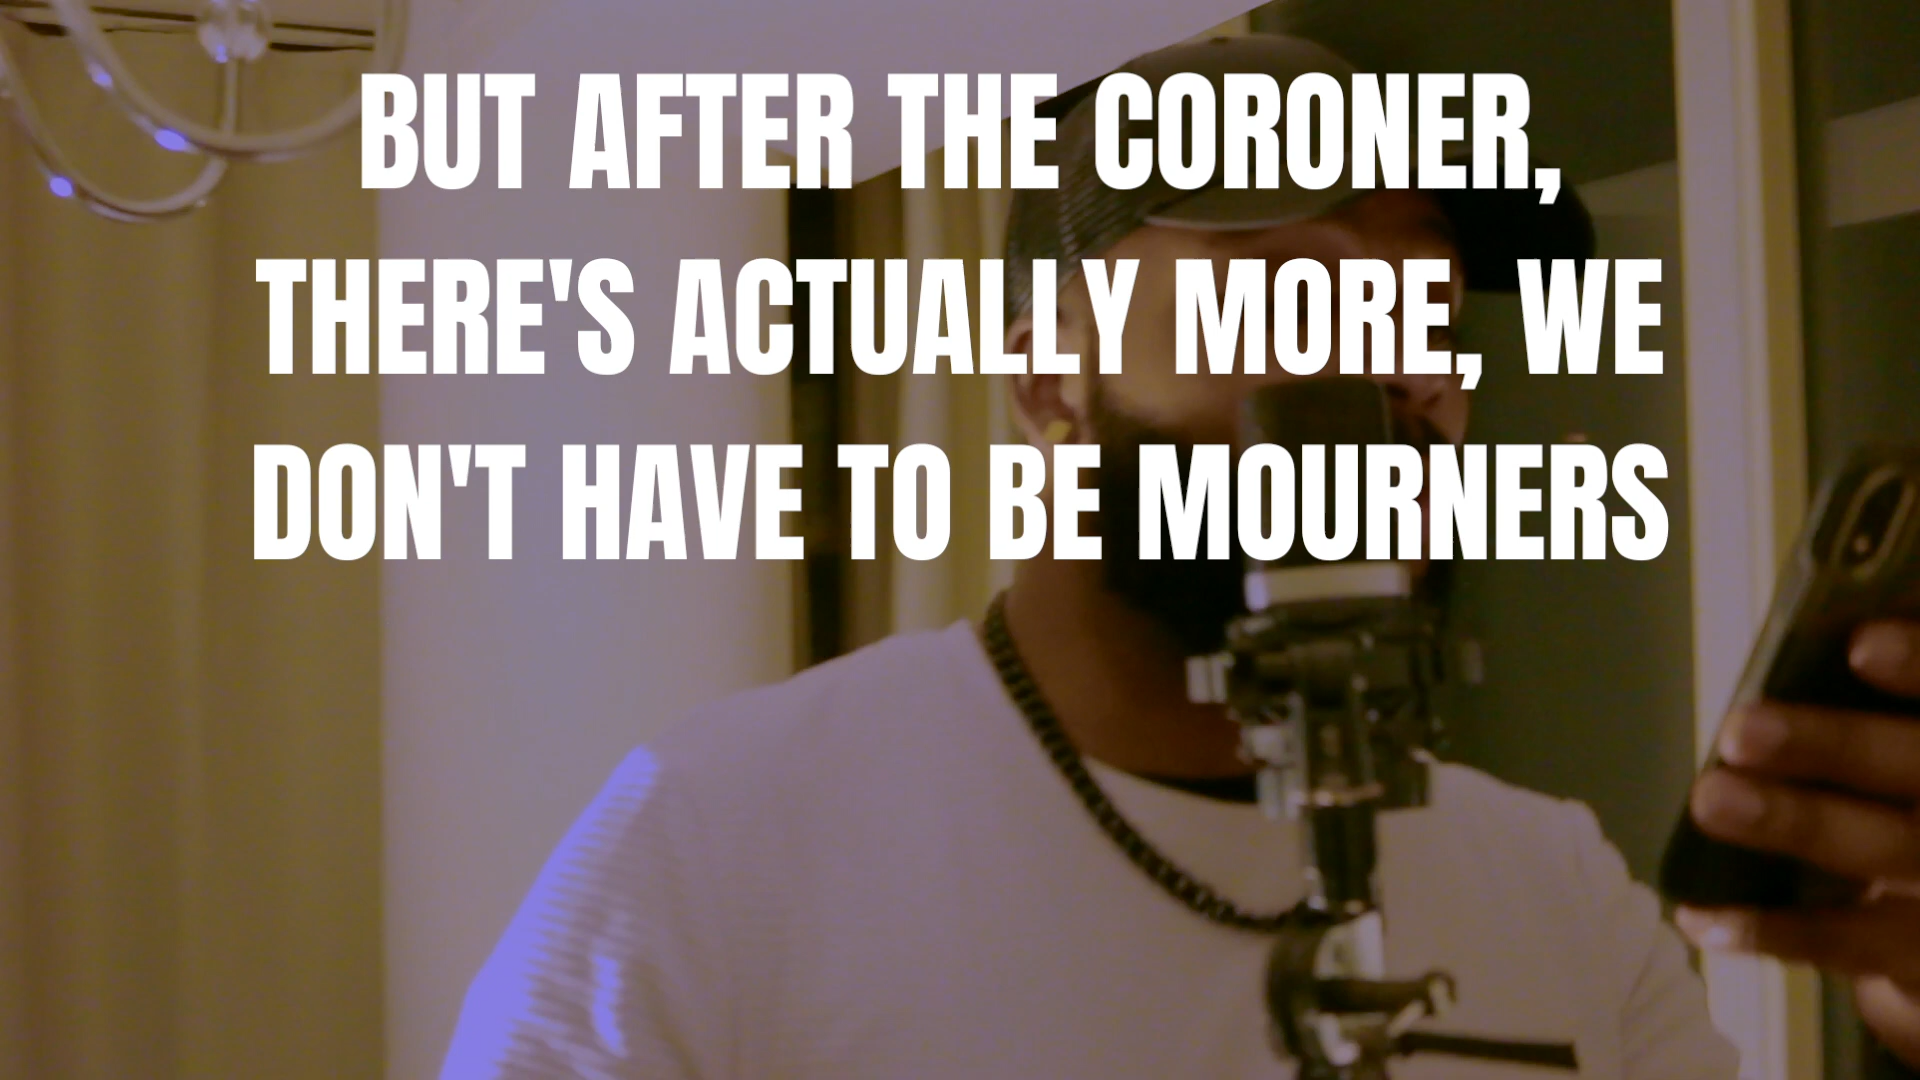 BUT AFTER THE CORONER,
THERE'S ACTUALLY MORE, WE
DON'T HAVE TO BE MOURNERS